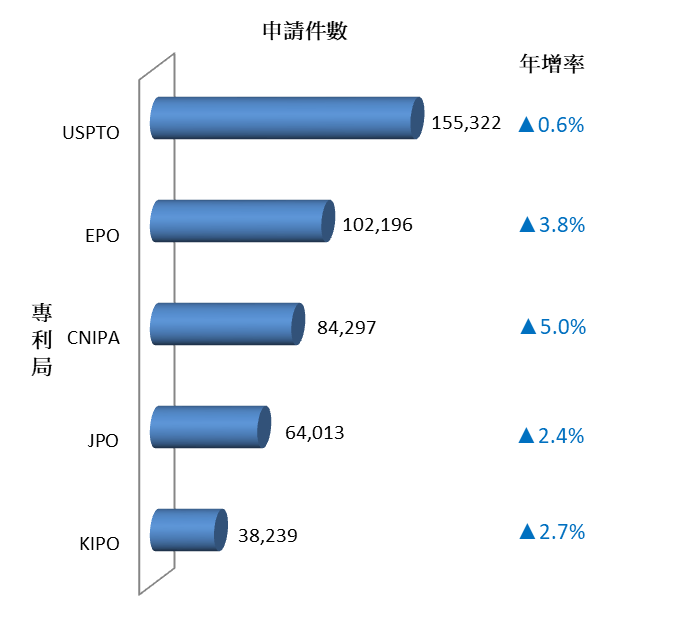 申請件數
年增率
USPTO 155,322 ▲0.6%
EPO 102,196 ▲3.8%
專利局
CNIPA 84,297 ▲5.0%
JPO 64,013 ▲2.4%
KIPO 38,239 ▲2.7%